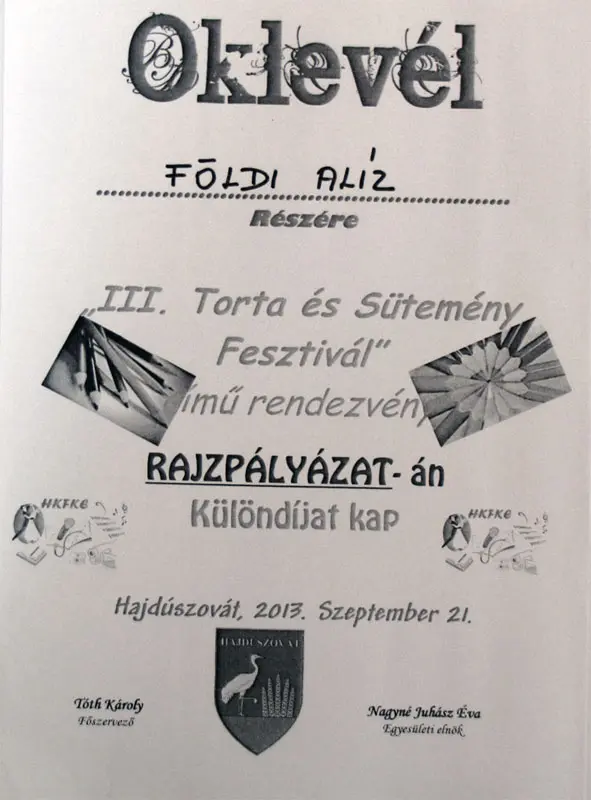 Oklevél
FÖLDI ALÍZ
Részére
„III. Torta és Sütemény
Fesztivál”
ímű rendezvény
RAJZPÁLYÁZAT- án
Különdíjat kap
HKFKE
HKFKE
Hajdúszovát, 2013. Szeptember 21.
HAJDÚSZOVÁT
Tóth Károly
Főszervező
Nagyné Juhász Éva
Egyesületi elnök